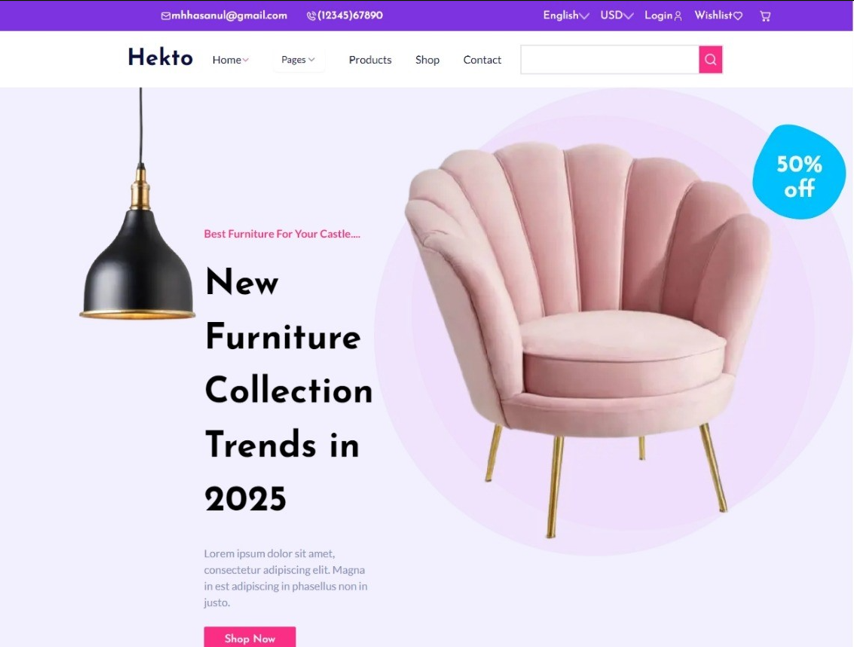 mhhasanul@gmail.com (12345)67890 English USD Login Wishlist
Hekto Home Pages Products Shop Contact
50%
off
Best Furniture For Your Castle....
New
Furniture
Collection
Trends in
2025
Lorem ipsum dolor sit amet,
consectetur adipiscing elit. Magna
in est adipiscing in phasellus non in
justo.
Shop Now